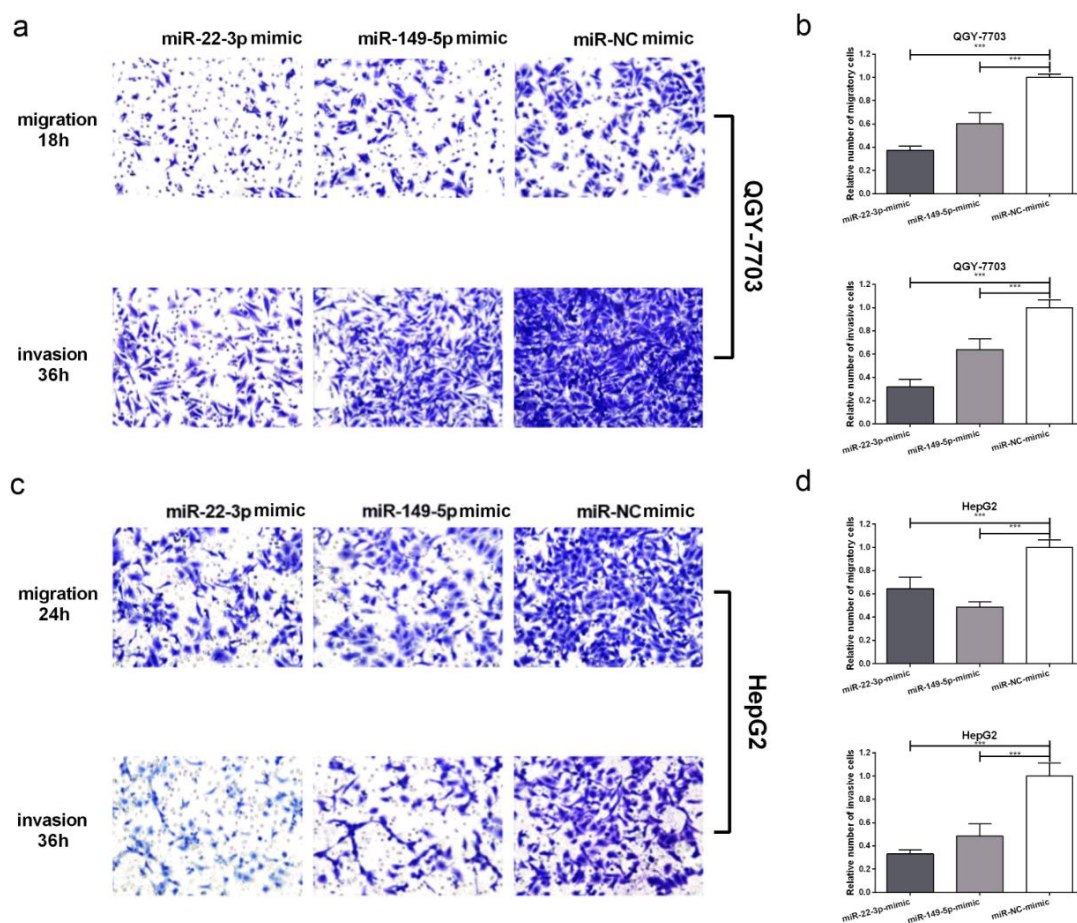 a
miR-22-3p mimic miR-149-5p mimic miR-NC mimic
migration
18h
invasion
36h
QGY-7703
b
QGY-7703
***
***
Relative number of migratory cells
1.2
1.0
0.8
0.6
0.4
0.2
0.0
miR-22-3p-mimic miR-149-5p-mimic miR-NC-mimic
QGY-7703
***
***
Relative number of invasive cells
1.2
1.0
0.8
0.6
0.4
0.2
0.0
miR-22-3p-mimic miR-149-5p-mimic miR-NC-mimic
c
miR-22-3p mimic miR-149-5p mimic miR-NC mimic
migration
24h
invasion
36h
HepG2
d
HepG2
***
***
Relative number of migratory cells
1.2
1.0
0.8
0.6
0.4
0.2
0.0
miR-22-3p-mimic miR-149-5p-mimic miR-NC-mimic
HepG2
***
***
Relative number of invasive cells
1.2
1.0
0.8
0.6
0.4
0.2
0.0
miR-22-3p-mimic miR-149-5p-mimic miR-NC-mimic